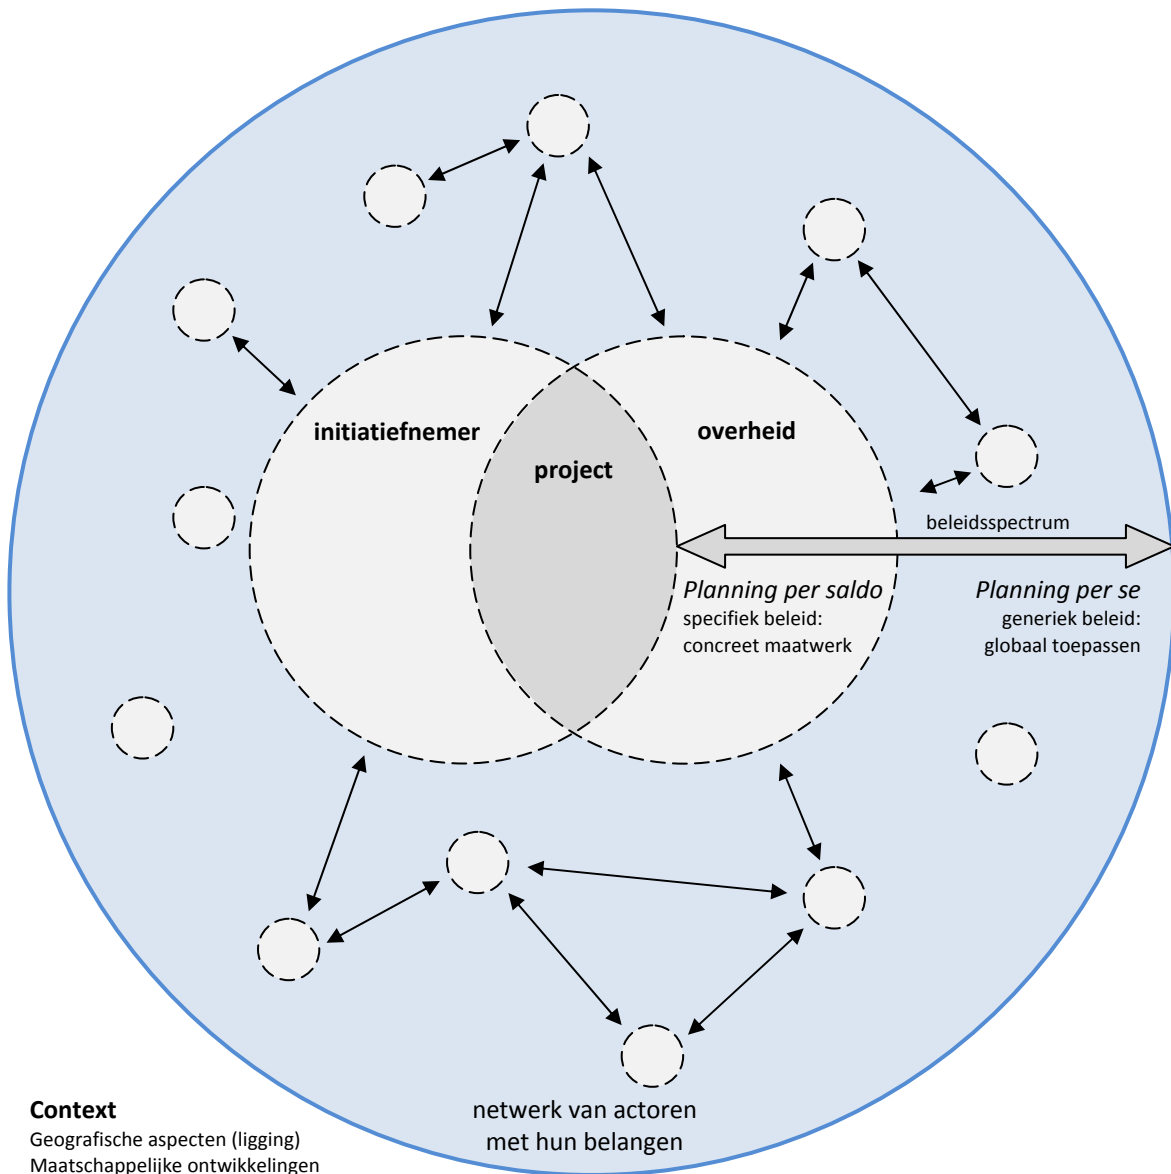 initiatiefnemer
overheid
project
beleidsspectrum
Planning per saldo
specifiek beleid:
concreet maatwerk
Planning per se
generiek beleid:
globaal toepassen
Context
Geografische aspecten (ligging)
Maatschappelijke ontwikkelingen
netwerk van actoren
met hun belangen